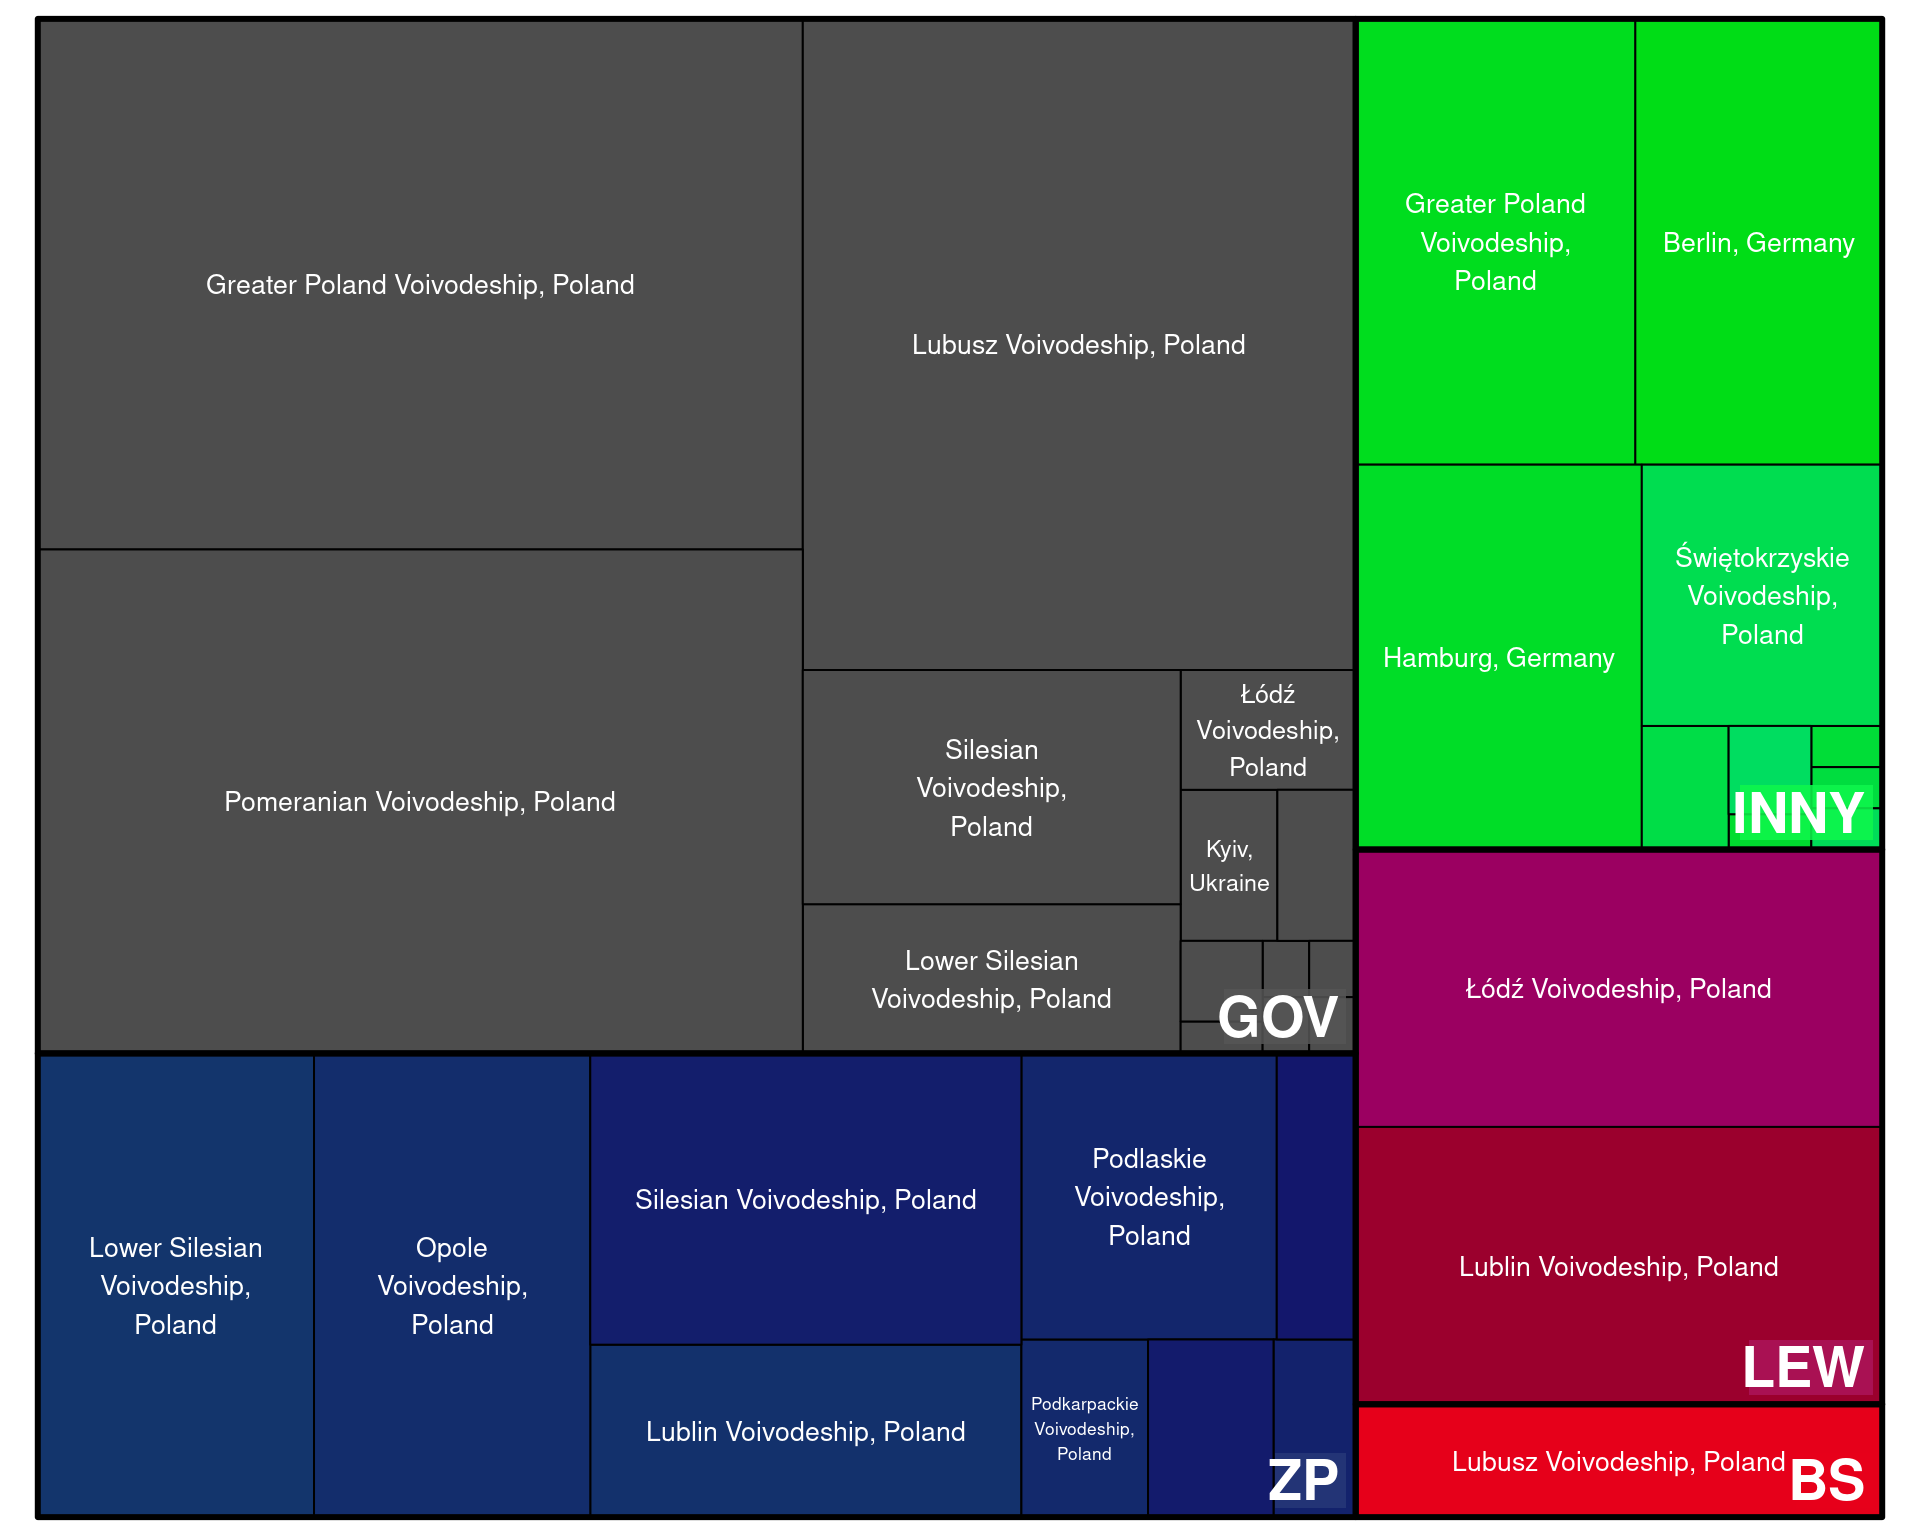 Greater Poland Voivodeship, Poland
Lubusz Voivodeship, Poland
Pomeranian Voivodeship, Poland
Silesian
Voivodeship,
Poland
Łódź
Voivodeship,
Poland
Kyiv,
Ukraine
Lower Silesian
Voivodeship, Poland
GOV
Greater Poland
Voivodeship,
Poland
Berlin, Germany
Hamburg, Germany
Świętokrzyskie
Voivodeship,
Poland
INNY
Lower Silesian
Voivodeship,
Poland
Opole
Voivodeship,
Poland
Silesian Voivodeship, Poland
Lublin Voivodeship, Poland
Podlaskie
Voivodeship,
Poland
Podkarpackie
Voivodeship,
Poland
ZP
Łódź Voivodeship, Poland
Lublin Voivodeship, Poland
LEW
Lubusz Voivodeship, Poland
BS